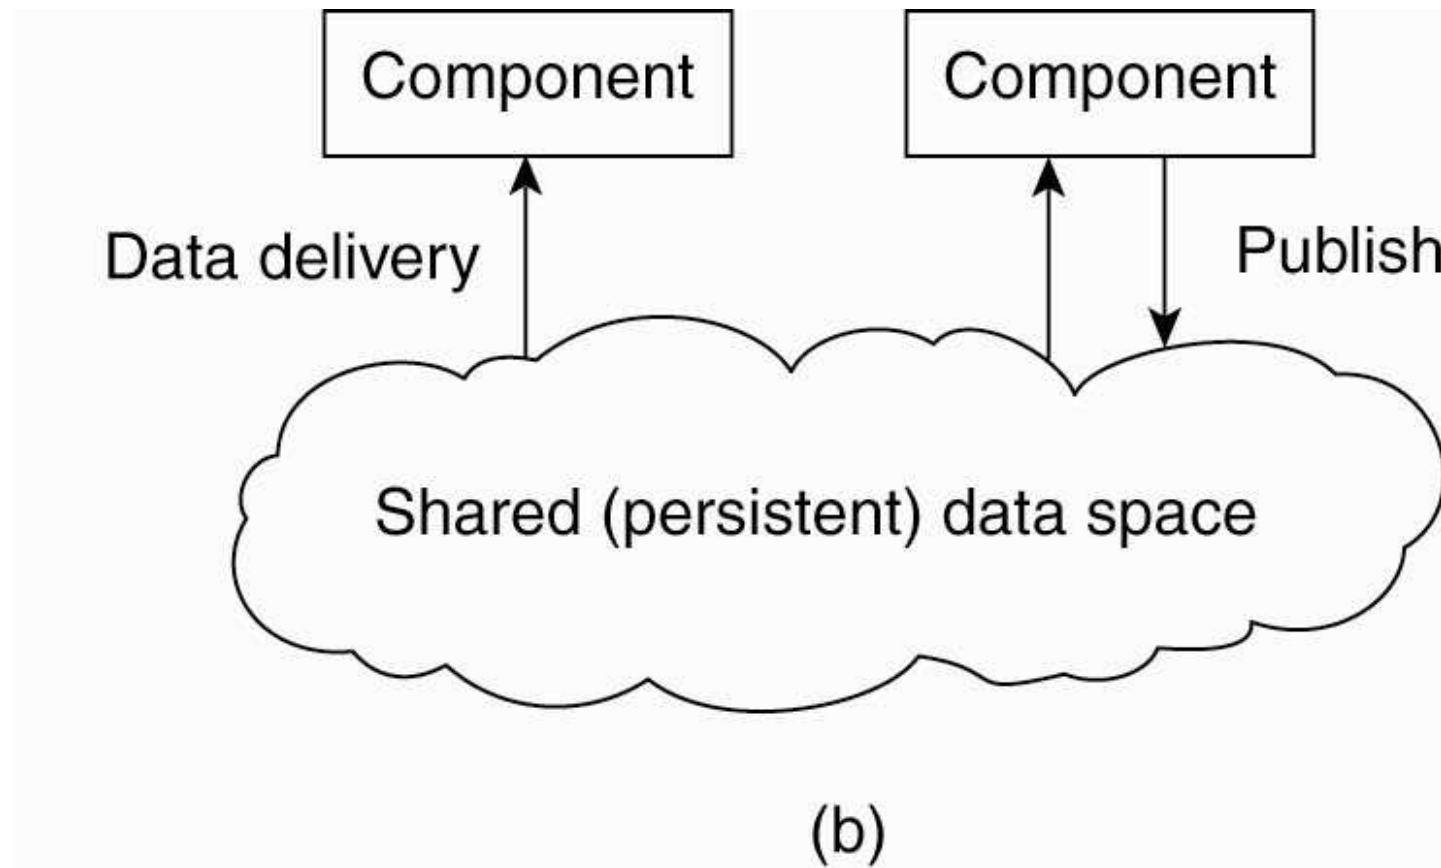 Component
Component
Data delivery
Publish
Shared (persistent) data space
(b)